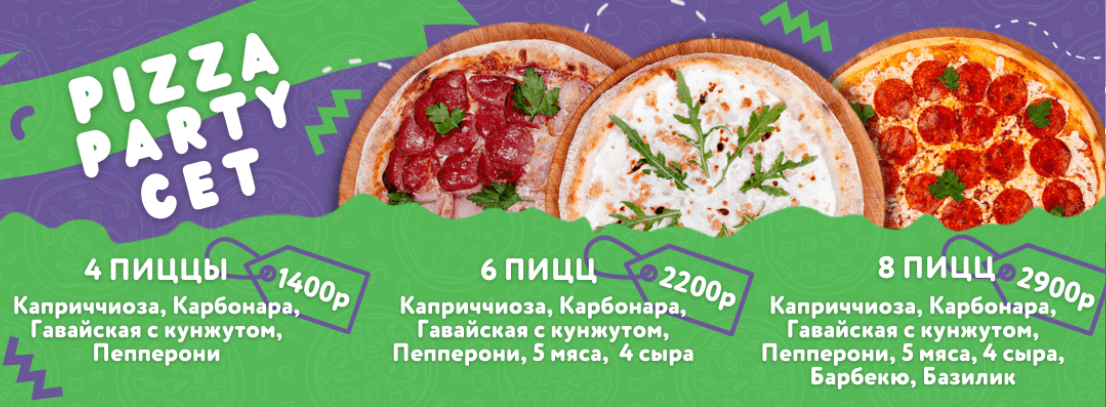 PIZZA
PARTY
СЕТ
4 ПИЦЦЫ
1400р
Каприччиоза, Карбонара,
Гавайская с кунжутом,
Пепперони
6 ПИЦЦ
2200р
Каприччиоза, Карбонара,
Гавайская с кунжутом,
Пепперони, 5 мяса, 4 сыра
8 ПИЦЦ
2900р
Каприччиоза, Карбонара,
Гавайская с кунжутом,
Пепперони, 5 мяса, 4 сыра,
Барбекю, Базилик